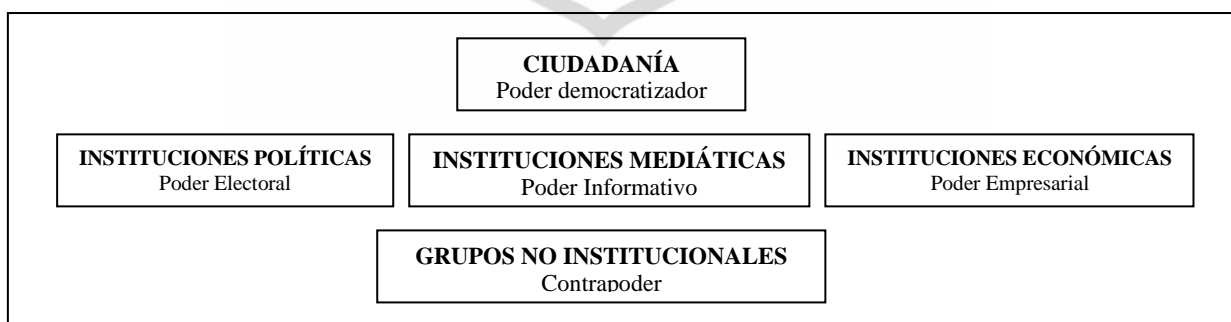 CIUDADANÍA
Poder democratizador
INSTITUCIONES POLÍTICAS
Poder Electoral
INSTITUCIONES MEDIÁTICAS
Poder Informativo
INSTITUCIONES ECONÓMICAS
Poder Empresarial
GRUPOS NO INSTITUCIONALES
Contrapoder